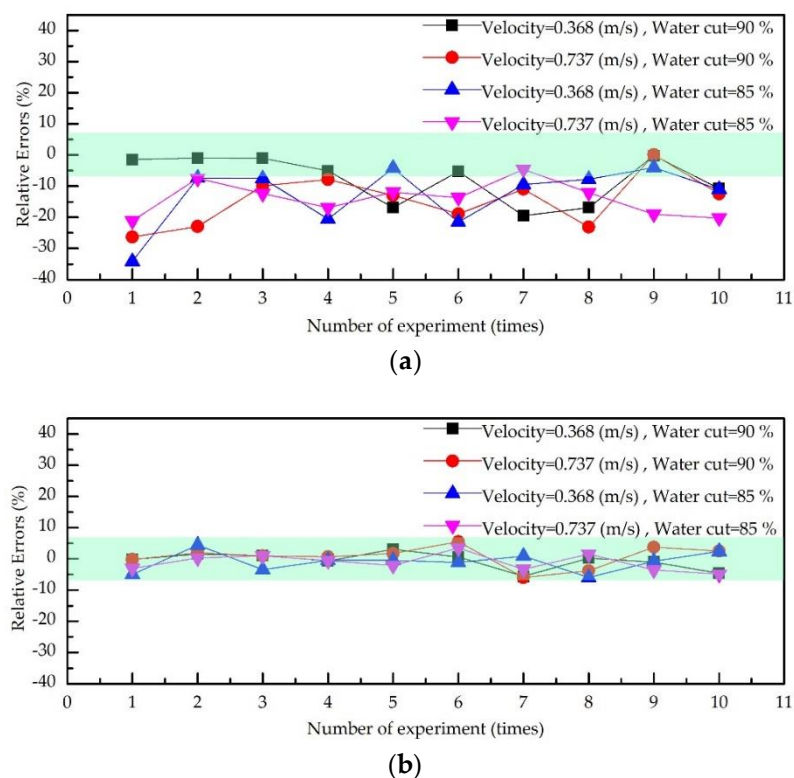 Velocity=0.368 (m/s) , Water cut=90 %
Velocity=0.737 (m/s) , Water cut=90 %
Velocity=0.368 (m/s) , Water cut=85 %
Velocity=0.737 (m/s) , Water cut=85 %
Relative Errors (%)
40
30
20
10
0
-10
-20
-30
-40
0 1 2 3 4 5 6 7 8 9 10 11
Number of experiment (times)
(a)
Velocity=0.368 (m/s) , Water cut=90 %
Velocity=0.737 (m/s) , Water cut=90 %
Velocity=0.368 (m/s) , Water cut=85 %
Velocity=0.737 (m/s) , Water cut=85 %
Relative Errors (%)
40
30
20
10
0
-10
-20
-30
-40
0 1 2 3 4 5 6 7 8 9 10 11
Number of experiment (times)
(b)